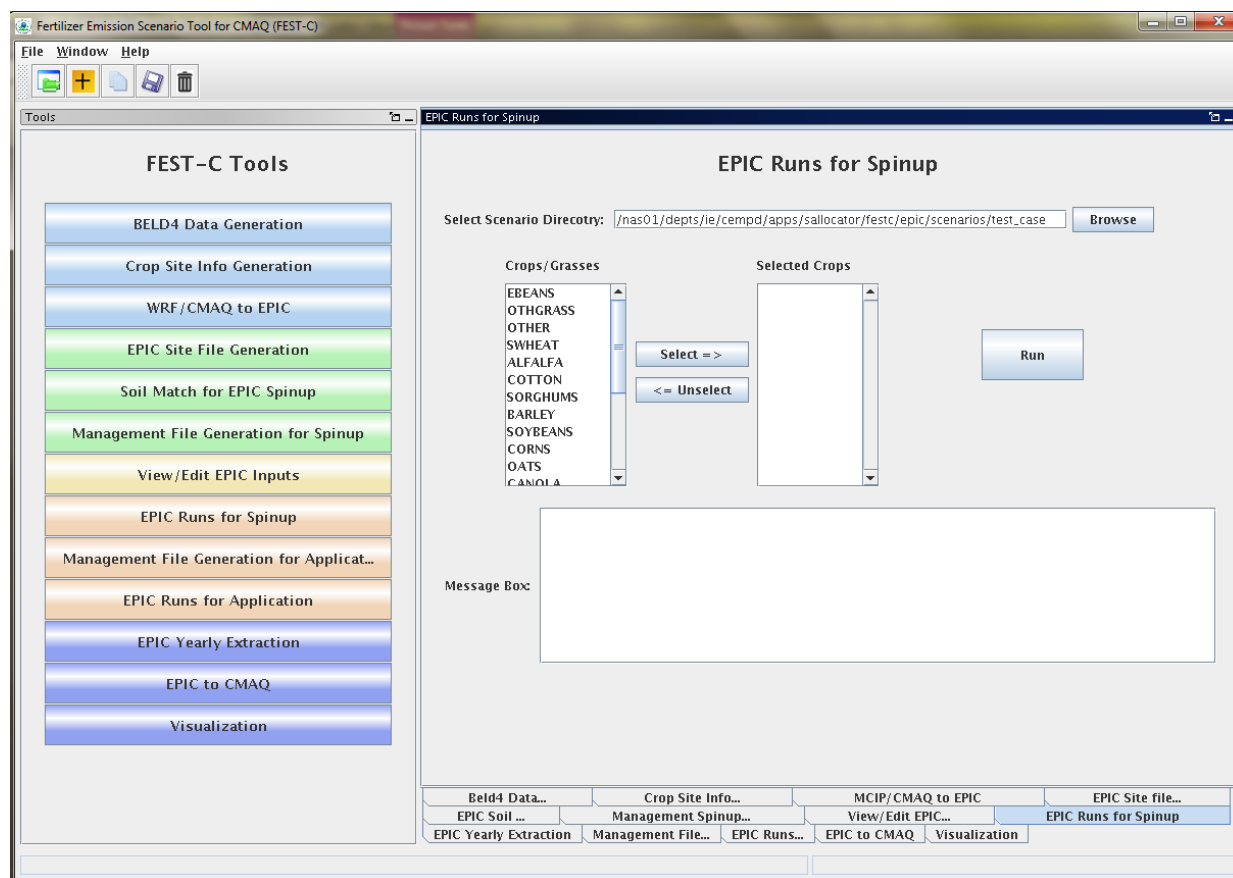 Fertilizer Emission Scenario Tool for CMAQ (FEST-C)
File Window Help
Tools
EPIC Runs for Spinup
FEST-C Tools
BELD4 Data Generation
Crop Site Info Generation
WRF/CMAQ to EPIC
EPIC Site File Generation
Soil Match for EPIC Spinup
Management File Generation for Spinup
View/Edit EPIC Inputs
EPIC Runs for Spinup
Management File Generation for Applicat...
EPIC Runs for Application
EPIC Yearly Extraction
EPIC to CMAQ
Visualization
EPIC Runs for Spinup
Select Scenario Direcotry: /nas01/depts/ie/cempd/apps/sallocator/festc/epic/scenarios/test_case Browse
Crops/Grasses Selected Crops
EBEANS
OTHGRASS
OTHER
SWHEAT
ALFALFA
COTTON
SORGHUMS
BARLEY
SOYBEANS
CORNS
OATS
CANOLA
Select =>
<= Unselect
Run
Message Box:
Beld4 Data... Crop Site Info... MCIP/CMAQ to EPIC EPIC Site file...
EPIC Soil ... Management Spinup... View/Edit EPIC... EPIC Runs for Spinup
EPIC Yearly Extraction Management File... EPIC Runs... EPIC to CMAQ Visualization